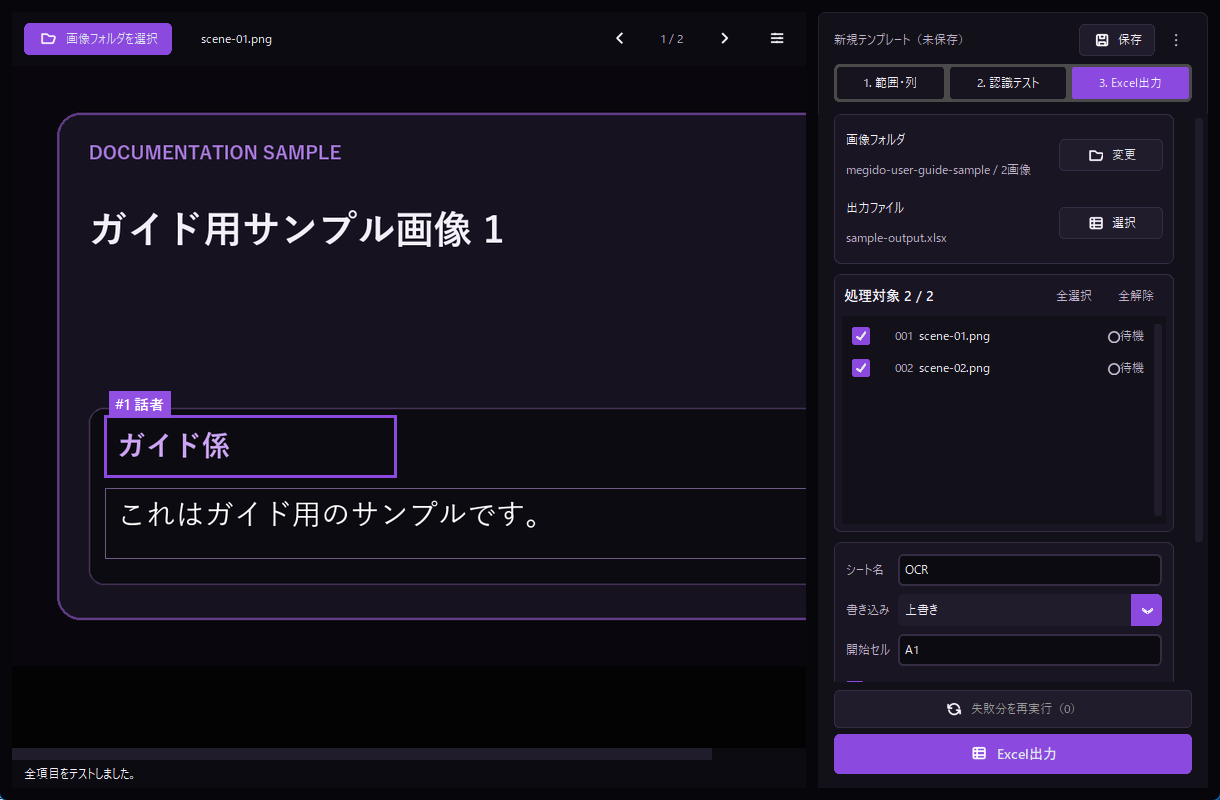 画像フォルダを選択
scene-01.png
1 / 2
DOCUMENTATION SAMPLE
ガイド用サンプル画像 1
#1 話者
ガイド係
これはガイド用のサンプルです。
全項目をテストしました。
新規テンプレート（未保存）
保存
1. 範囲・列
2. 認識テスト
3. Excel出力
画像フォルダ
megido-user-guide-sample / 2画像
変更
出力ファイル
sample-output.xlsx
選択
処理対象 2 / 2
全選択
全解除
001 scene-01.png
待機
002 scene-02.png
待機
シート名
OCR
書き込み
上書き
開始セル
A1
失敗分を再実行（0）
Excel出力